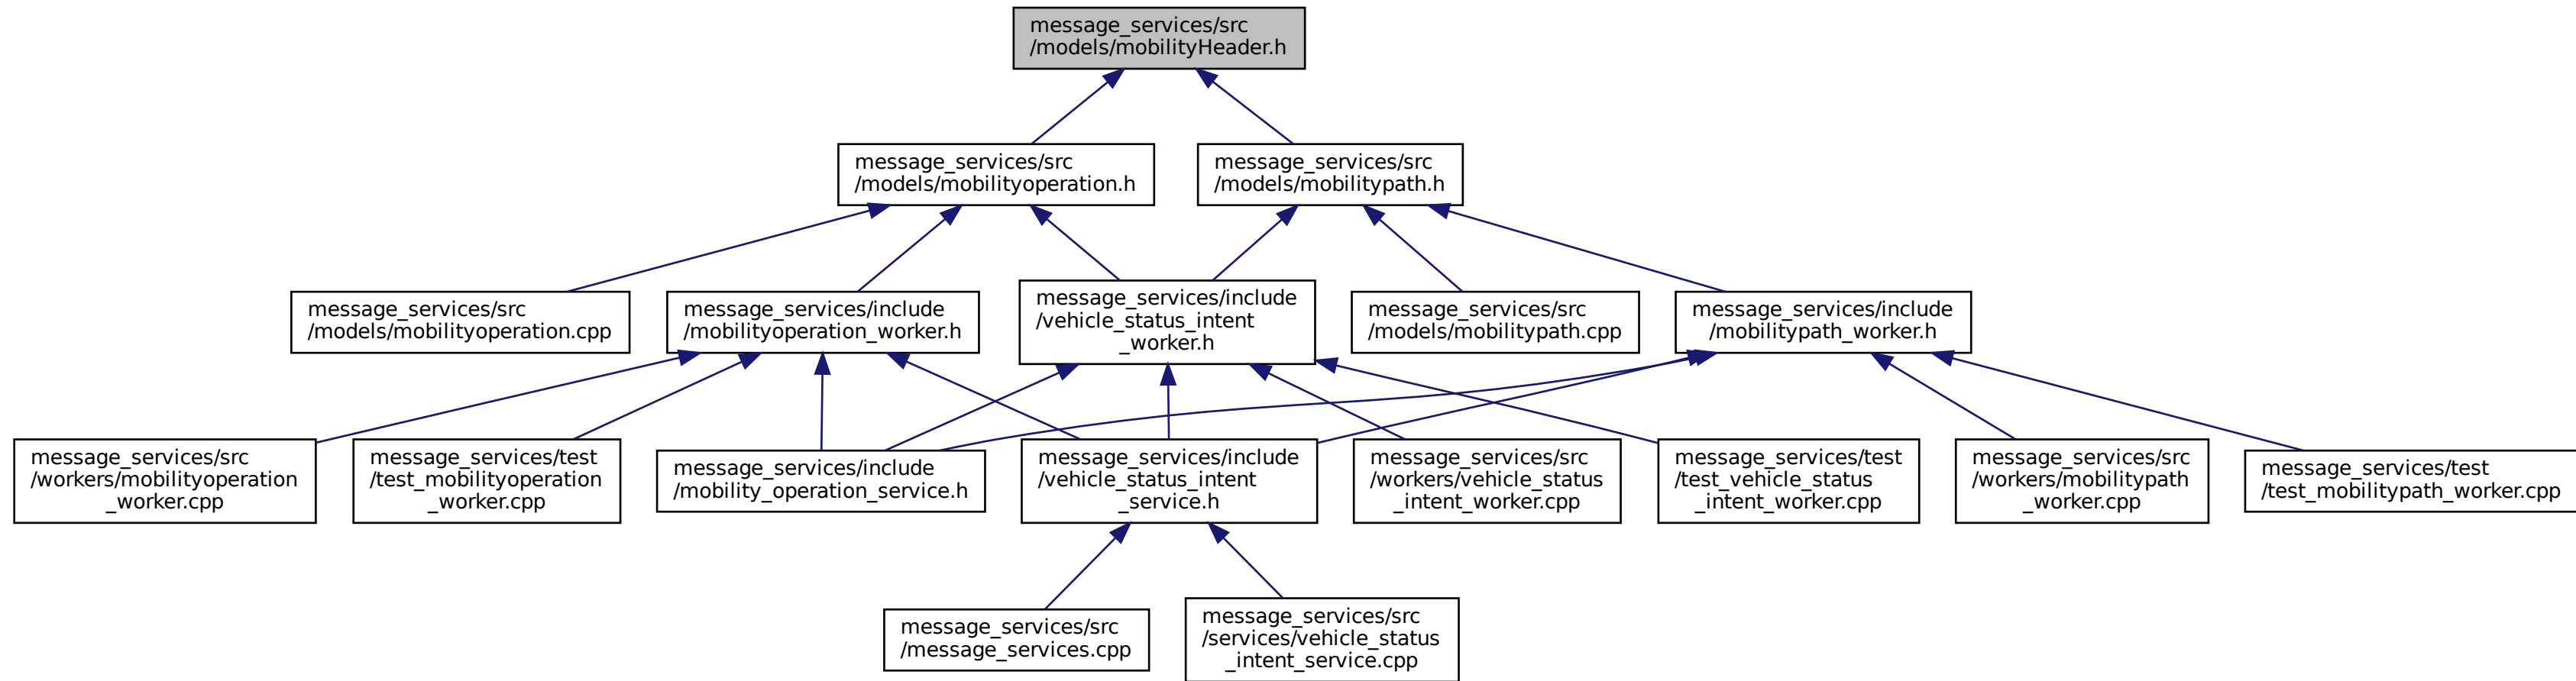 message_services/src
/models/mobilityHeader.h
message_services/src
/models/mobilityoperation.h
message_services/src
/models/mobilitypath.h
message_services/src
/models/mobilityoperation.cpp
message_services/include
/mobilityoperation_worker.h
message_services/include
/vehicle_status_intent
_worker.h
message_services/src
/models/mobilitypath.cpp
message_services/include
/mobilitypath_worker.h
message_services/src
/workers/mobilityoperation
_worker.cpp
message_services/test
/test_mobilityoperation
_worker.cpp
message_services/include
/mobility_operation_service.h
message_services/include
/vehicle_status_intent
_service.h
message_services/src
/workers/vehicle_status
_intent_worker.cpp
message_services/test
/test_vehicle_status
_intent_worker.cpp
message_services/src
/workers/mobilitypath
_worker.cpp
message_services/test
/test_mobilitypath_worker.cpp
message_services/src
/message_services.cpp
message_services/src
/services/vehicle_status
_intent_service.cpp